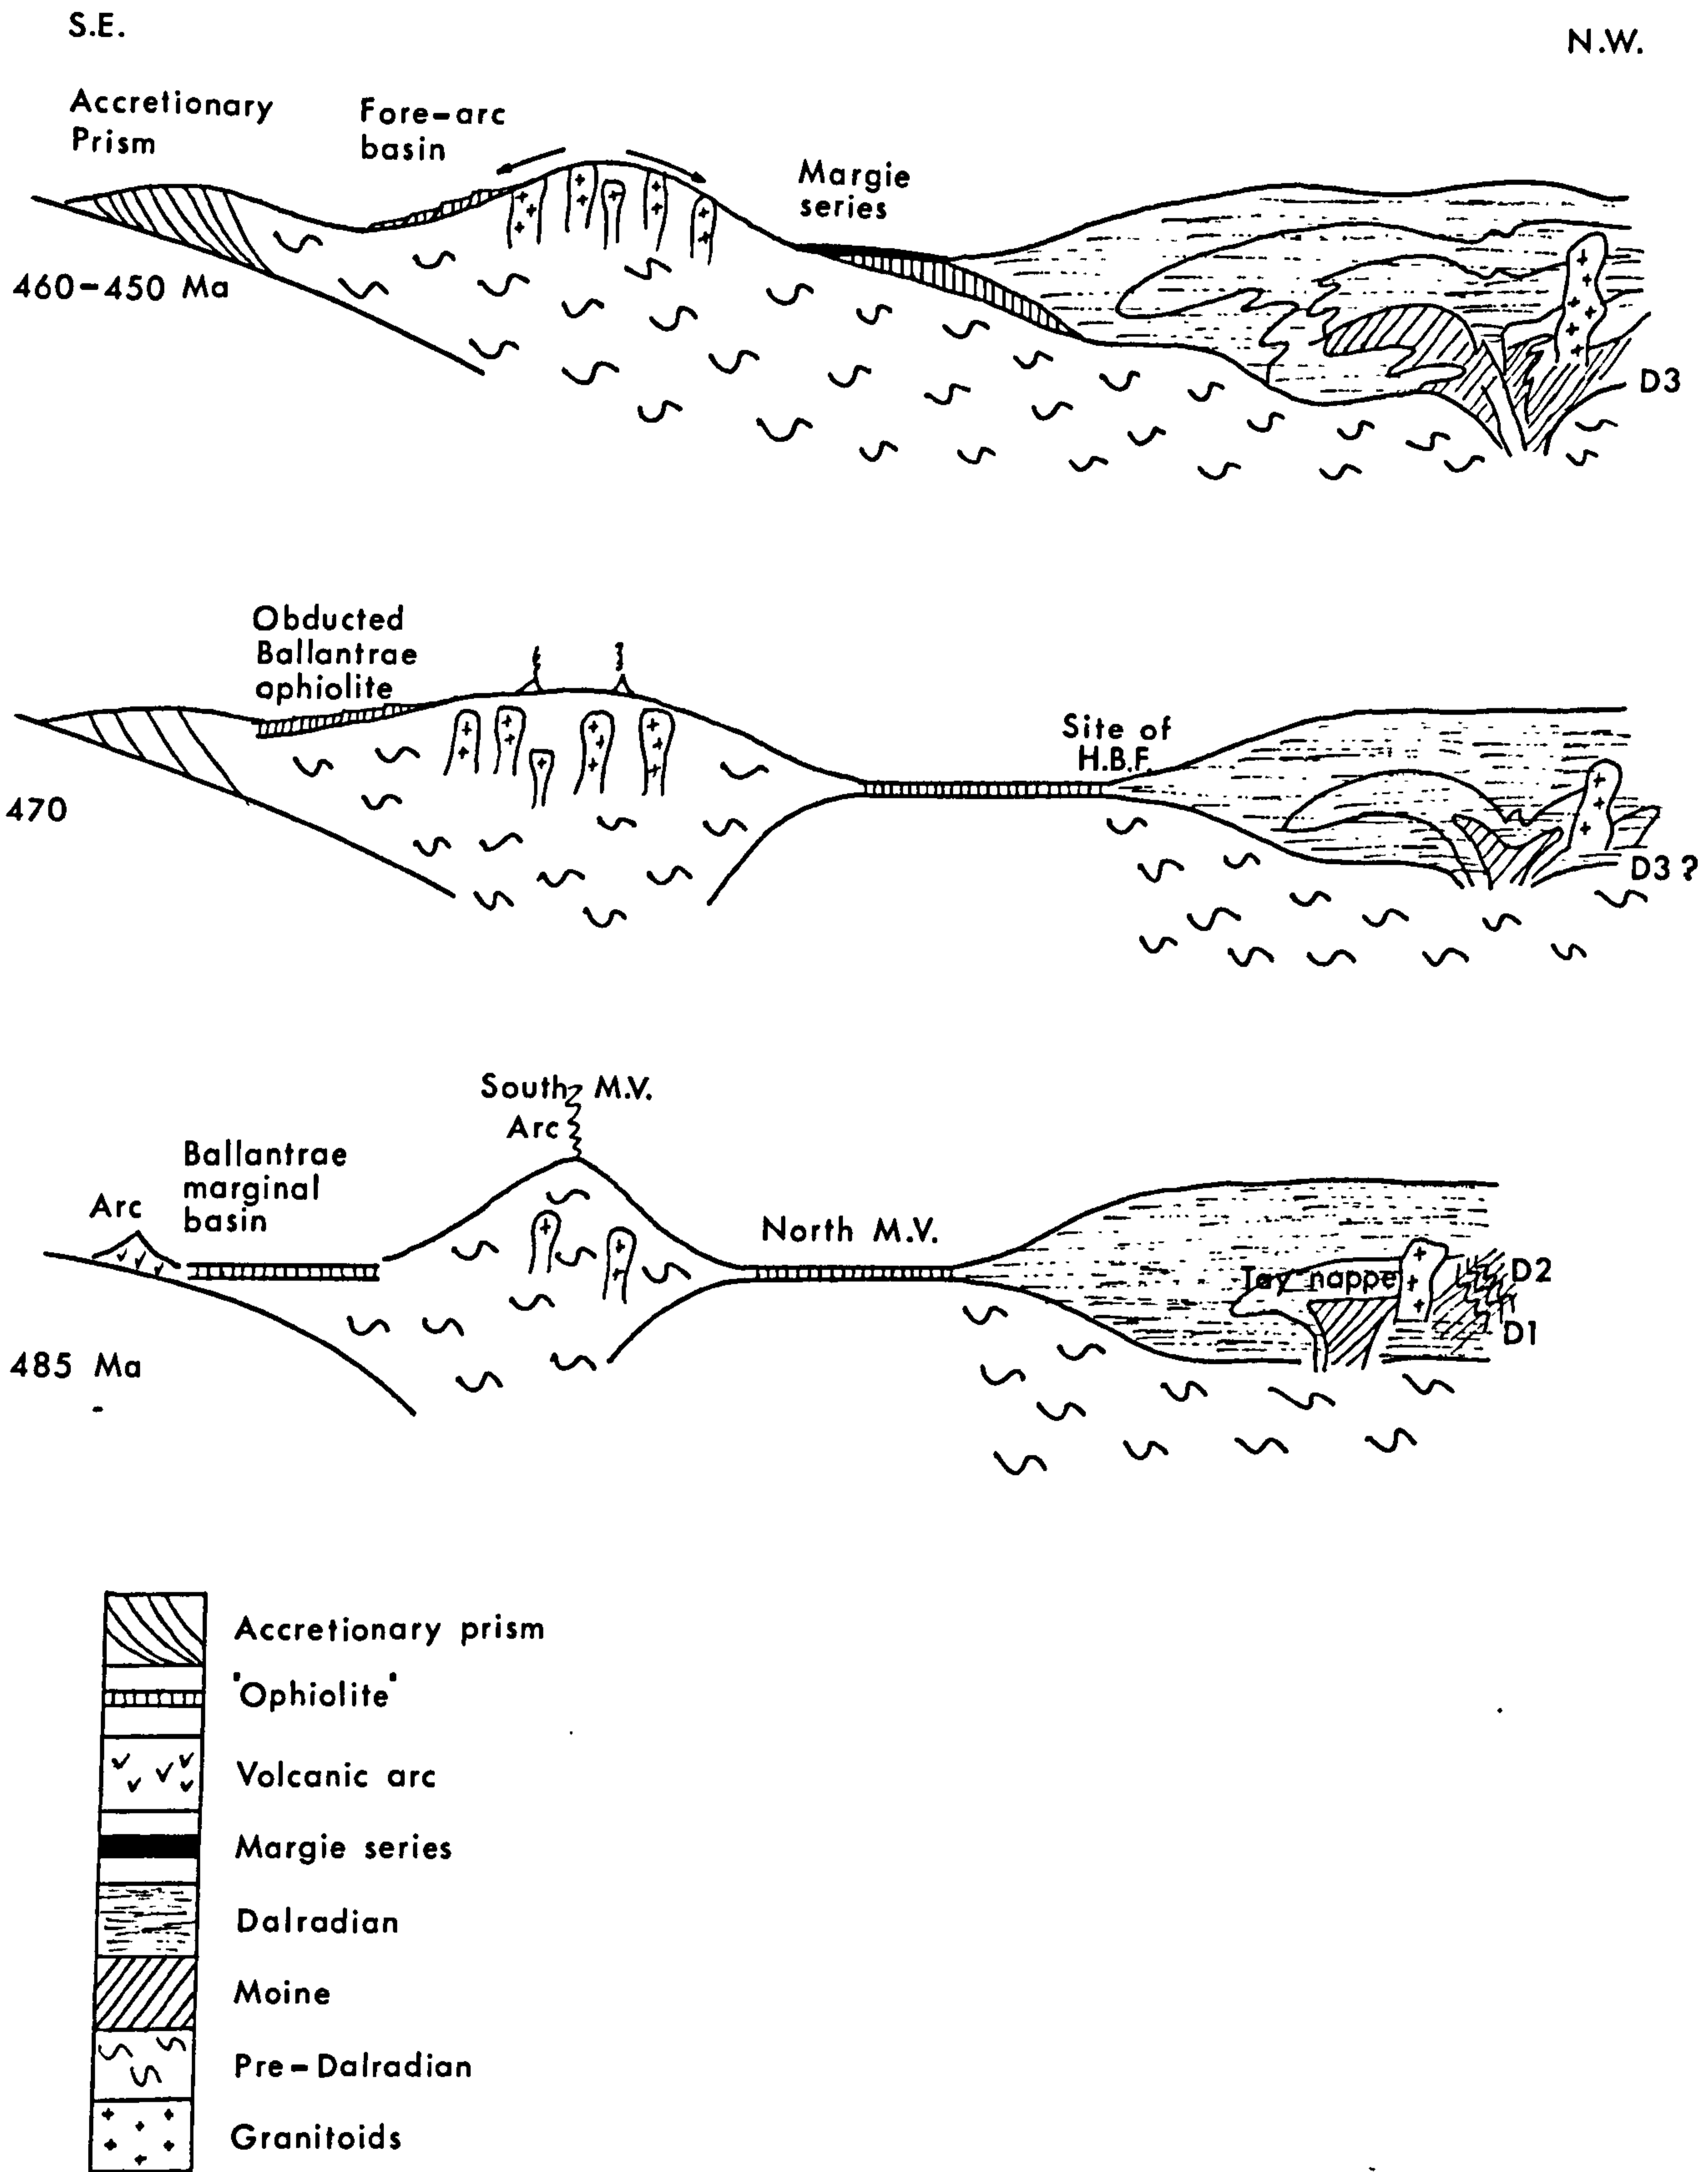 S.E.
N.W.
Accretionary
Prism
Fore-arc
basin
Margie
series
460-450 Ma
D3
Obducted
Ballantrae
ophiolite
Site of
H.B.F.
470
D3 ?
South M.V.
Arc
Ballantrae
marginal
basin
Arc
North M.V.
Tay nappe
D2
D1
485 Ma
Accretionary prism
'Ophiolite'
Volcanic arc
Margie series
Dalradian
Moine
Pre-Dalradian
Granitoids